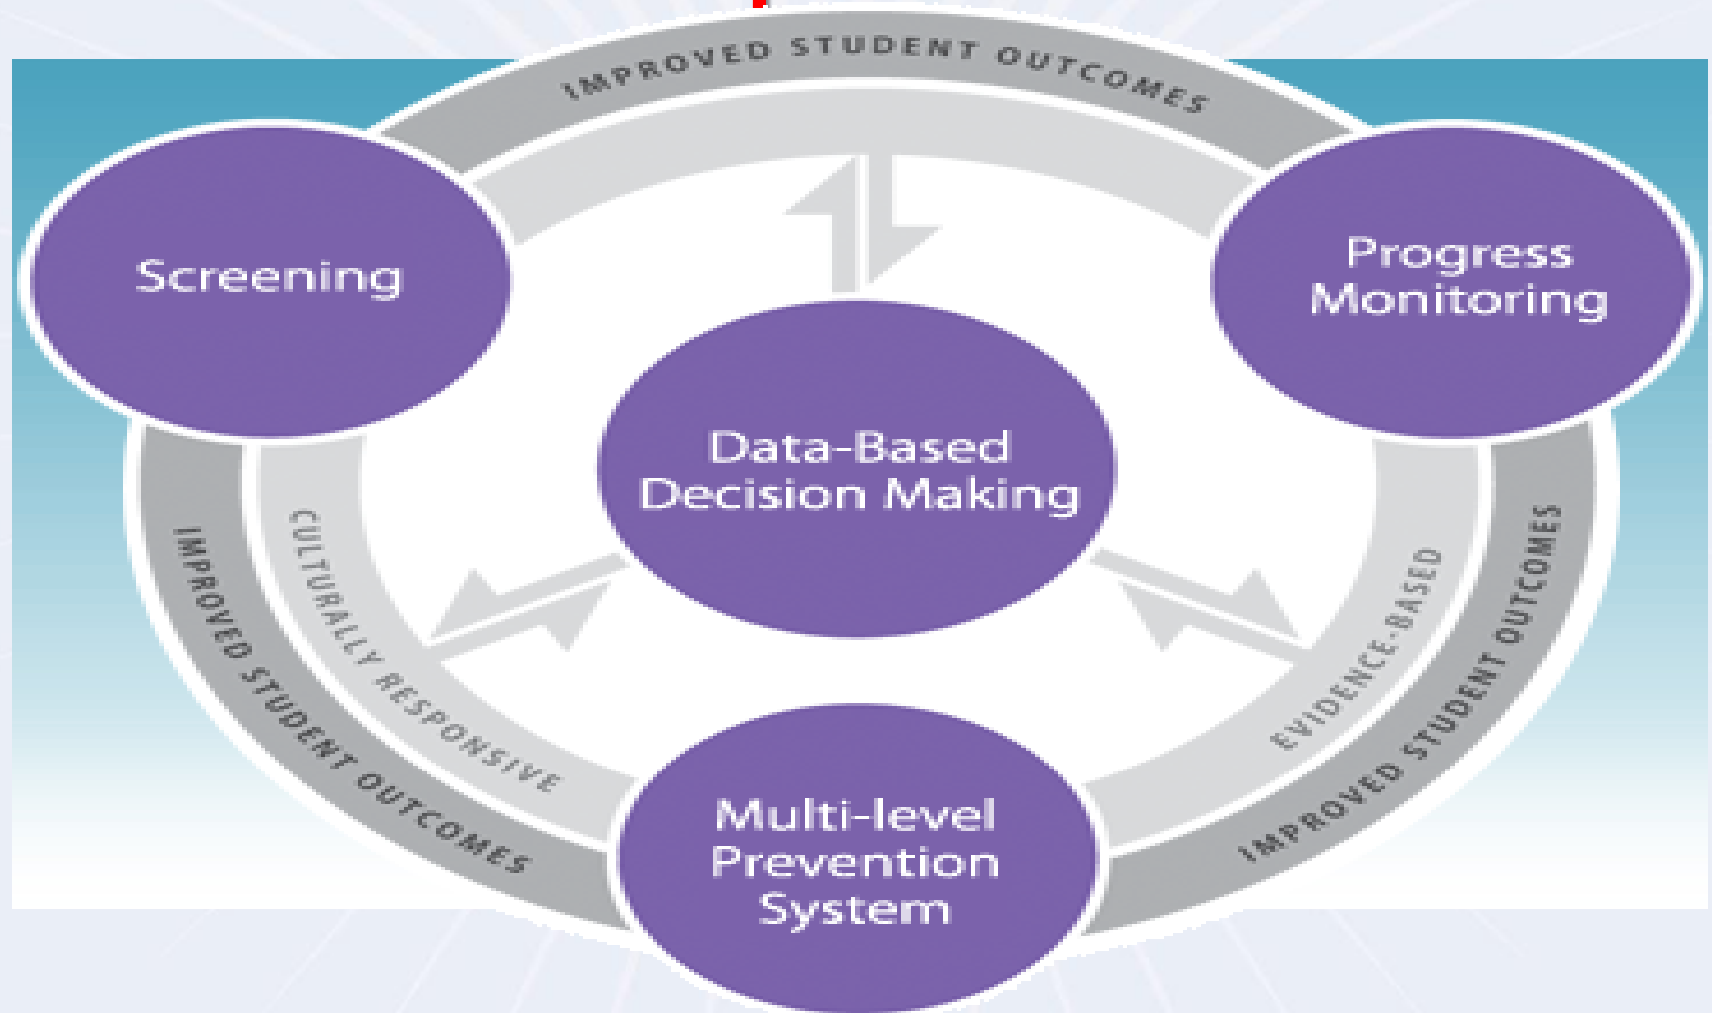 IMPROVED STUDENT OUTCOMES
Screening
Progress
Monitoring
Data-Based
Decision Making
CULTURALLY RESPONSIVE
EVIDENCE-BASED
IMPROVED STUDENT OUTCOMES
IMPROVED STUDENT OUTCOMES
Multi-level
Prevention
System